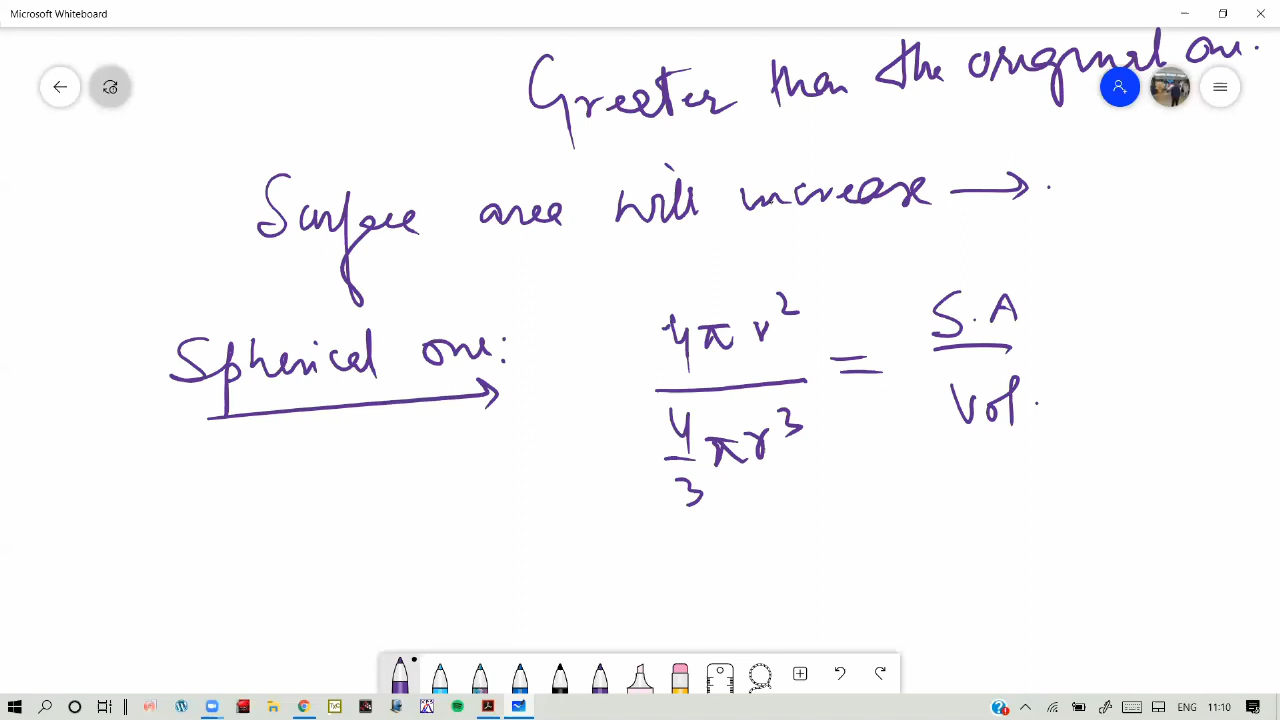 Microsoft Whiteboard
Greater than the original one.
Surface area will increase → .
Spherical one:
4πr² / (4/3)πr³ = S.A / Vol.
ENG 11:10